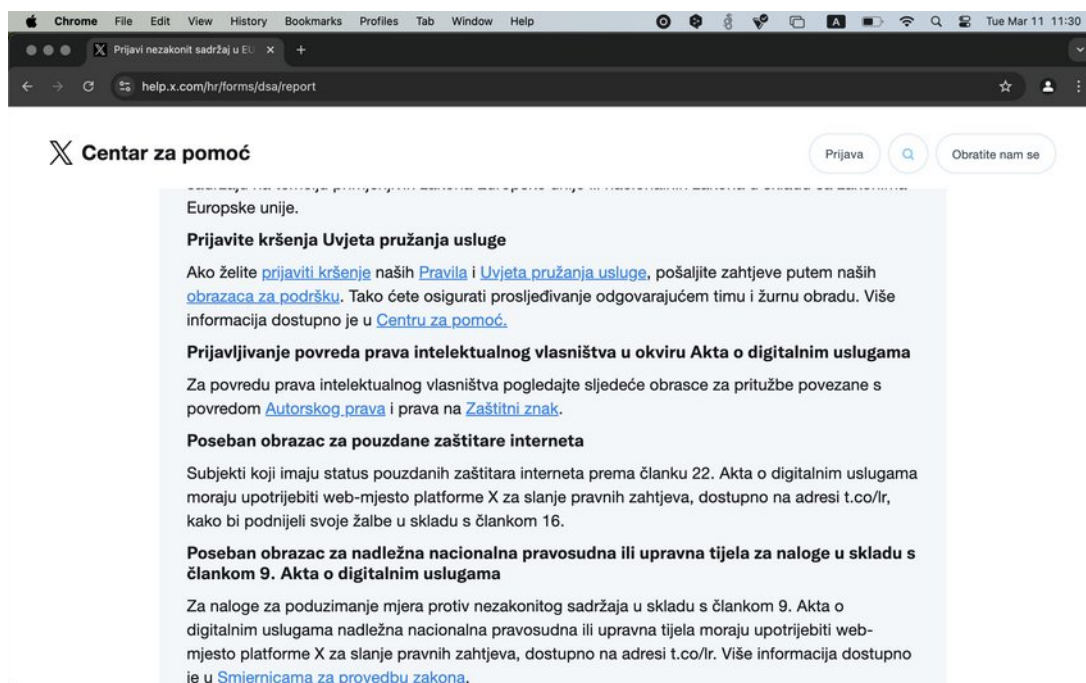 Chrome File Edit View History Bookmarks Profiles Tab Window Help A Tue Mar 11 11:30
Prijavi nezakonit sadržaj u EU
help.x.com/hr/forms/dsa/report
X Centar za pomoć
Prijava Obratite nam se
Europske unije.
Prijavite kršenja Uvjeta pružanja usluge
Ako želite prijaviti kršenje naših Pravila i Uvjeta pružanja usluge, pošaljite zahtjeve putem naših
obrazaca za podršku. Tako ćete osigurati prosljeđivanje odgovarajućem timu i žurnu obradu. Više
informacija dostupno je u Centru za pomoć.
Prijavljivanje povreda prava intelektualnog vlasništva u okviru Akta o digitalnim uslugama
Za povredu prava intelektualnog vlasništva pogledajte sljedeće obrasce za pritužbe povezane s
povredom Autorskog prava i prava na Zaštitni znak.
Poseban obrazac za pouzdane zaštitare interneta
Subjekti koji imaju status pouzdanih zaštitara interneta prema članku 22. Akta o digitalnim uslugama
moraju upotrijebiti web-mjesto platforme X za slanje pravnih zahtjeva, dostupno na adresi t.co/lr,
kako bi podnijeli svoje žalbe u skladu s člankom 16.
Poseban obrazac za nadležna nacionalna pravosudna ili upravna tijela za naloge u skladu s
člankom 9. Akta o digitalnim uslugama
Za naloge za poduzimanje mjera protiv nezakonitog sadržaja u skladu s člankom 9. Akta o
digitalnim uslugama nadležna nacionalna pravosudna ili upravna tijela moraju upotrijebiti web-
mjesto platforme X za slanje pravnih zahtjeva, dostupno na adresi t.co/lr. Više informacija dostupno
je u Smjernicama za provedbu zakona.